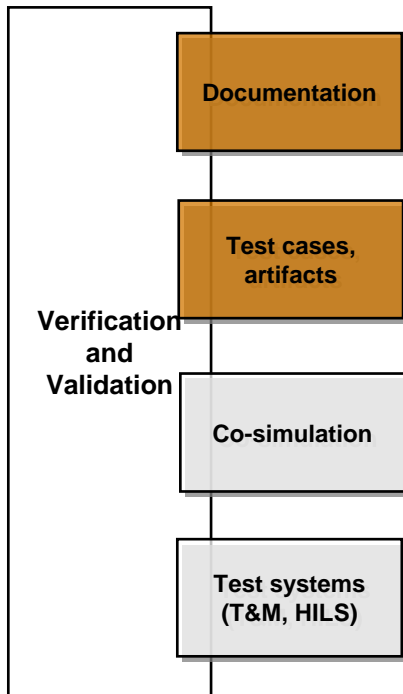 Documentation
Test cases,
artifacts
Verification
and
Validation
Co-simulation
Test systems
(T&M, HILS)